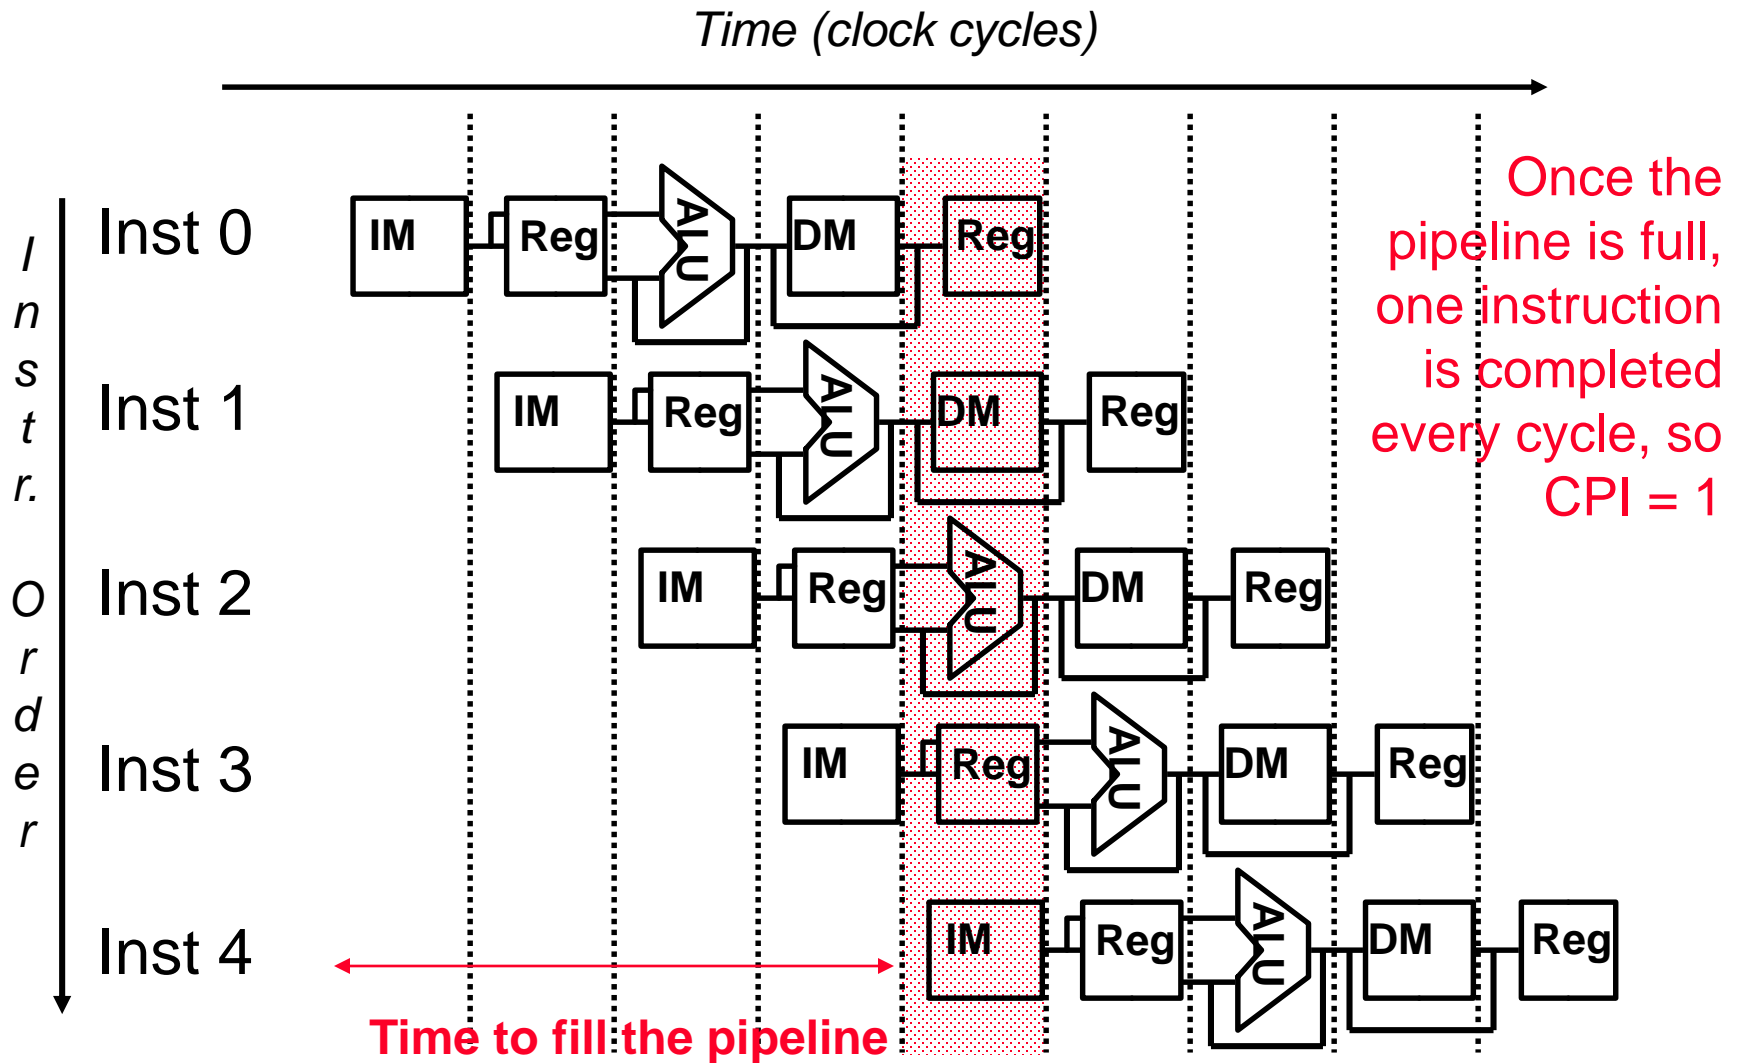 Time (clock cycles)
Instr. Order
Inst 0
IM
Reg
ALU
DM
Reg
Inst 1
IM
Reg
ALU
DM
Reg
Inst 2
IM
Reg
ALU
DM
Reg
Inst 3
IM
Reg
ALU
DM
Reg
Inst 4
IM
Reg
ALU
DM
Reg
Once the
pipeline is full,
one instruction
is completed
every cycle, so
CPI = 1
Time to fill the pipeline